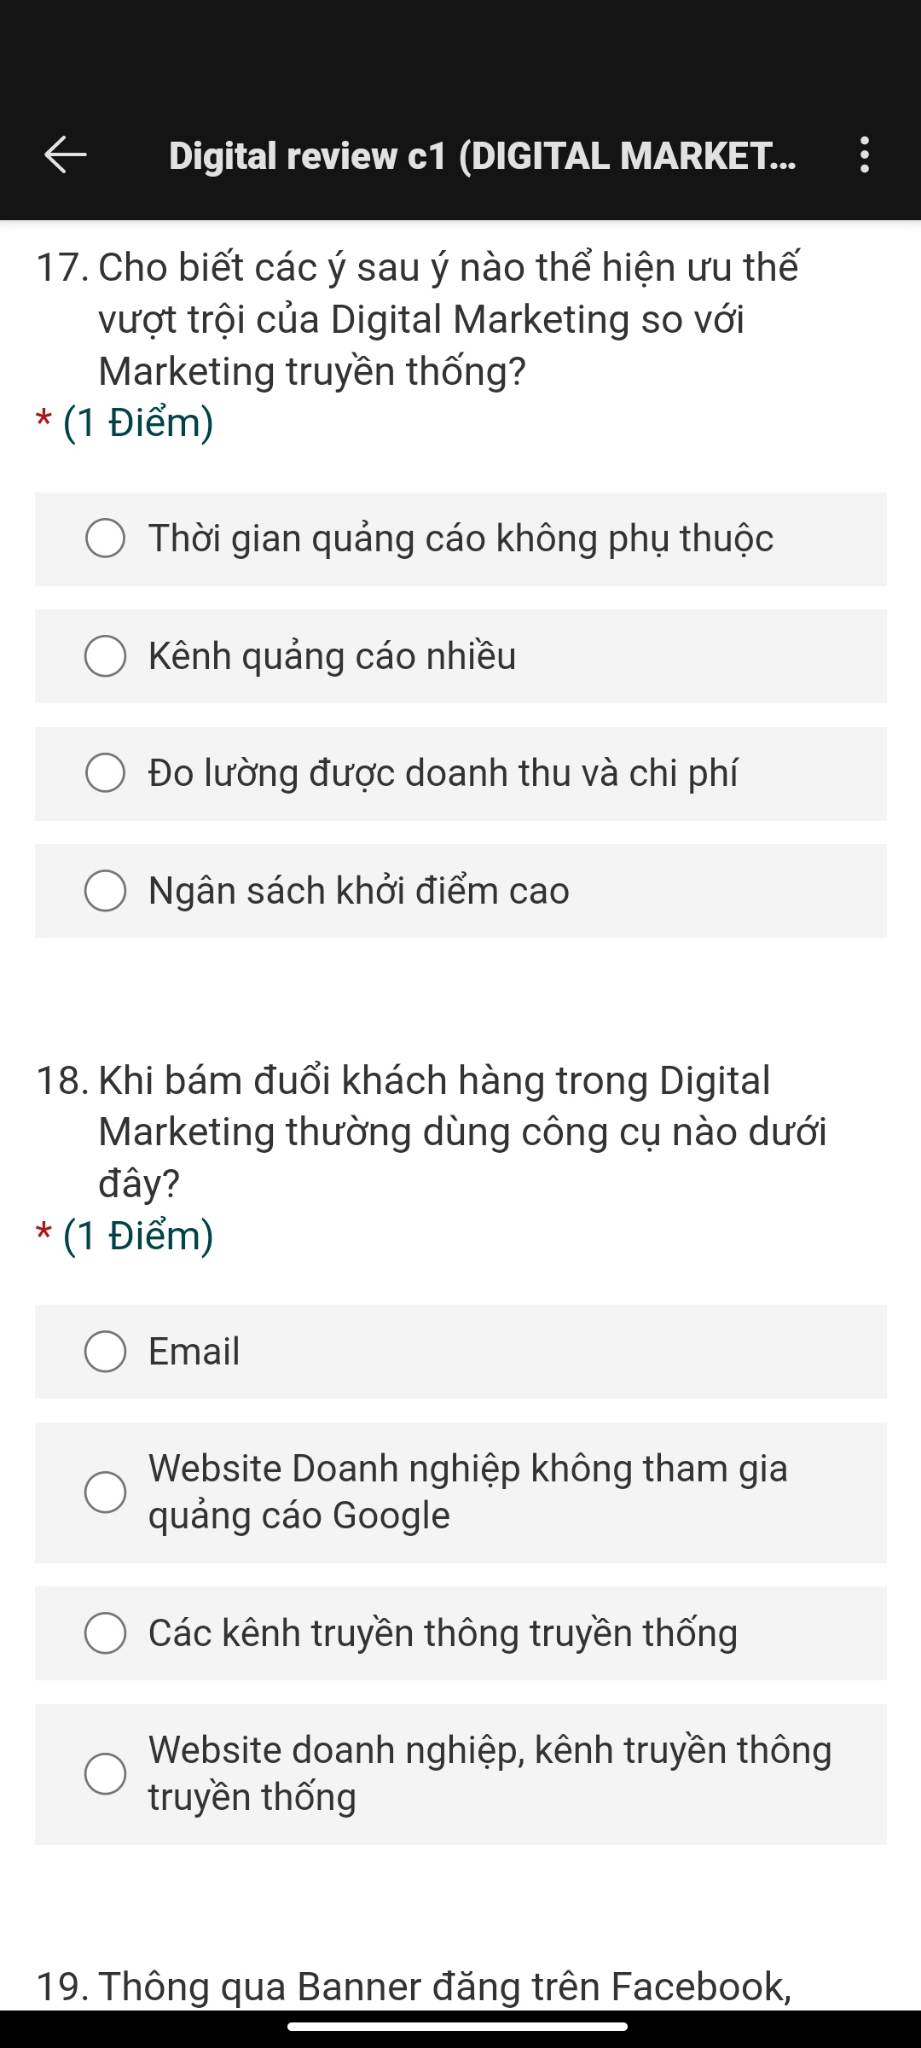 Digital review c1 (DIGITAL MARKET...
17. Cho biết các ý sau ý nào thể hiện ưu thế
vượt trội của Digital Marketing so với
Marketing truyền thống?
* (1 Điểm)
Thời gian quảng cáo không phụ thuộc
Kênh quảng cáo nhiều
Đo lường được doanh thu và chi phí
Ngân sách khởi điểm cao
18. Khi bám đuổi khách hàng trong Digital
Marketing thường dùng công cụ nào dưới
đây?
* (1 Điểm)
Email
Website Doanh nghiệp không tham gia
quảng cáo Google
Các kênh truyền thông truyền thống
Website doanh nghiệp, kênh truyền thông
truyền thống
19. Thông qua Banner đăng trên Facebook,